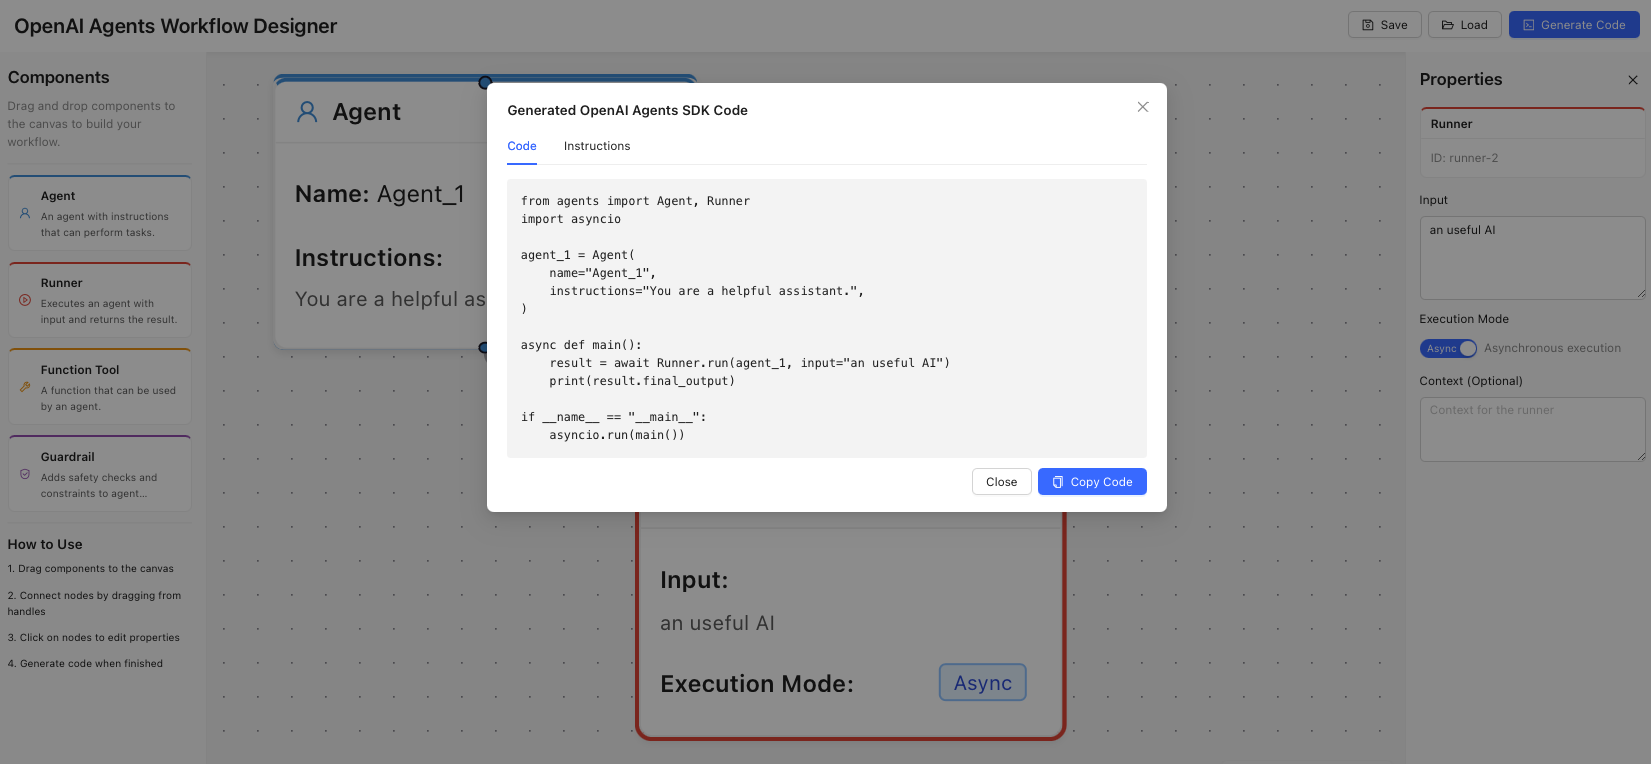 OpenAI Agents Workflow Designer
Save
Load
Generate Code
Components
Drag and drop components to
the canvas to build your
workflow.
Agent
An agent with instructions
that can perform tasks.
Runner
Executes an agent with
input and returns the result.
Function Tool
A function that can be used
by an agent.
Guardrail
Adds safety checks and
constraints to agent...
How to Use
1. Drag components to the canvas
2. Connect nodes by dragging from
handles
3. Click on nodes to edit properties
4. Generate code when finished
Agent
Name: Agent_1
Instructions:
You are a helpful as
Generated OpenAI Agents SDK Code
Code
Instructions
from agents import Agent, Runner
import asyncio
agent_1 = Agent(
    name="Agent_1",
    instructions="You are a helpful assistant.",
)
async def main():
    result = await Runner.run(agent_1, input="an useful AI")
    print(result.final_output)
if __name__ == "__main__":
    asyncio.run(main())
Close
Copy Code
Input:
an useful AI
Execution Mode:
Async
Properties
Runner
ID: runner-2
Input
an useful AI
Execution Mode
Async
Asynchronous execution
Context (Optional)
Context for the runner